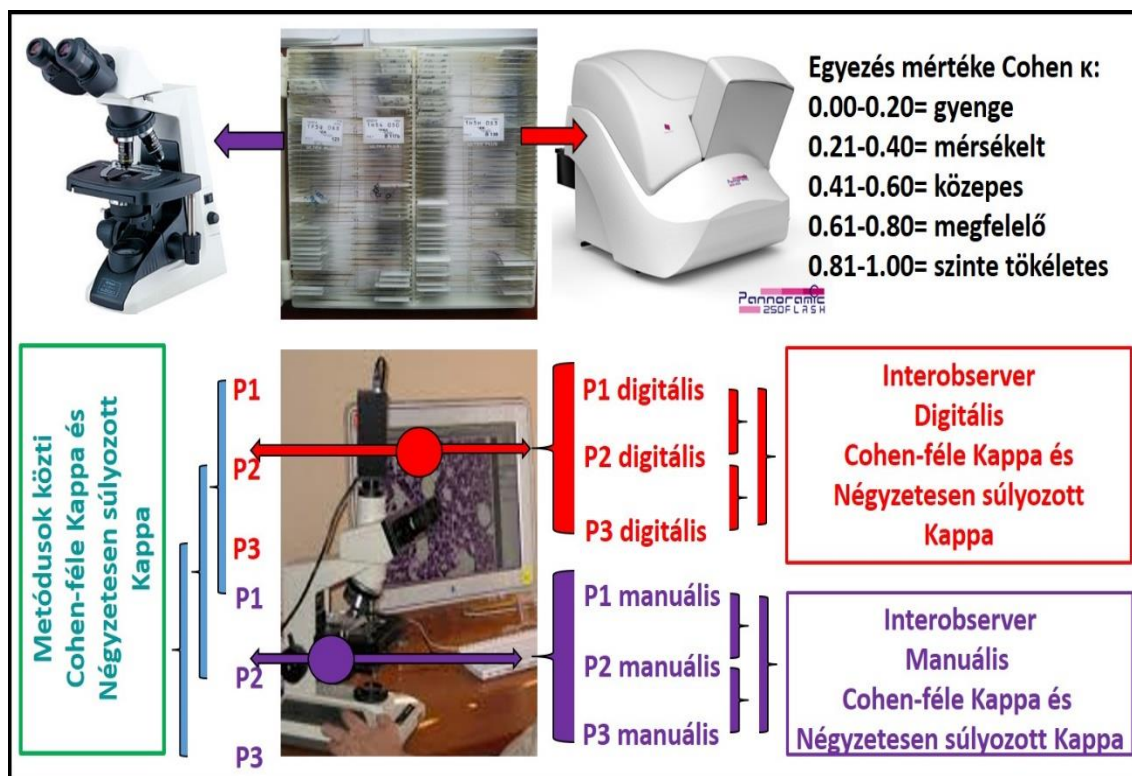 Egyezés mértéke Cohen κ:
0.00-0.20= gyenge
0.21-0.40= mérsékelt
0.41-0.60= közepes
0.61-0.80= megfelelő
0.81-1.00= szinte tökéletes
Pannoramic
250FLASH
Metódusok közti
Cohen-féle Kappa és
Négyzetesen súlyozott
Kappa
P1
P2
P3
P1
P2
P3
P1 digitális
P2 digitális
P3 digitális
P1 manuális
P2 manuális
P3 manuális
Interobserver
Digitális
Cohen-féle Kappa és
Négyzetesen súlyozott
Kappa
Interobserver
Manuális
Cohen-féle Kappa és
Négyzetesen súlyozott Kappa